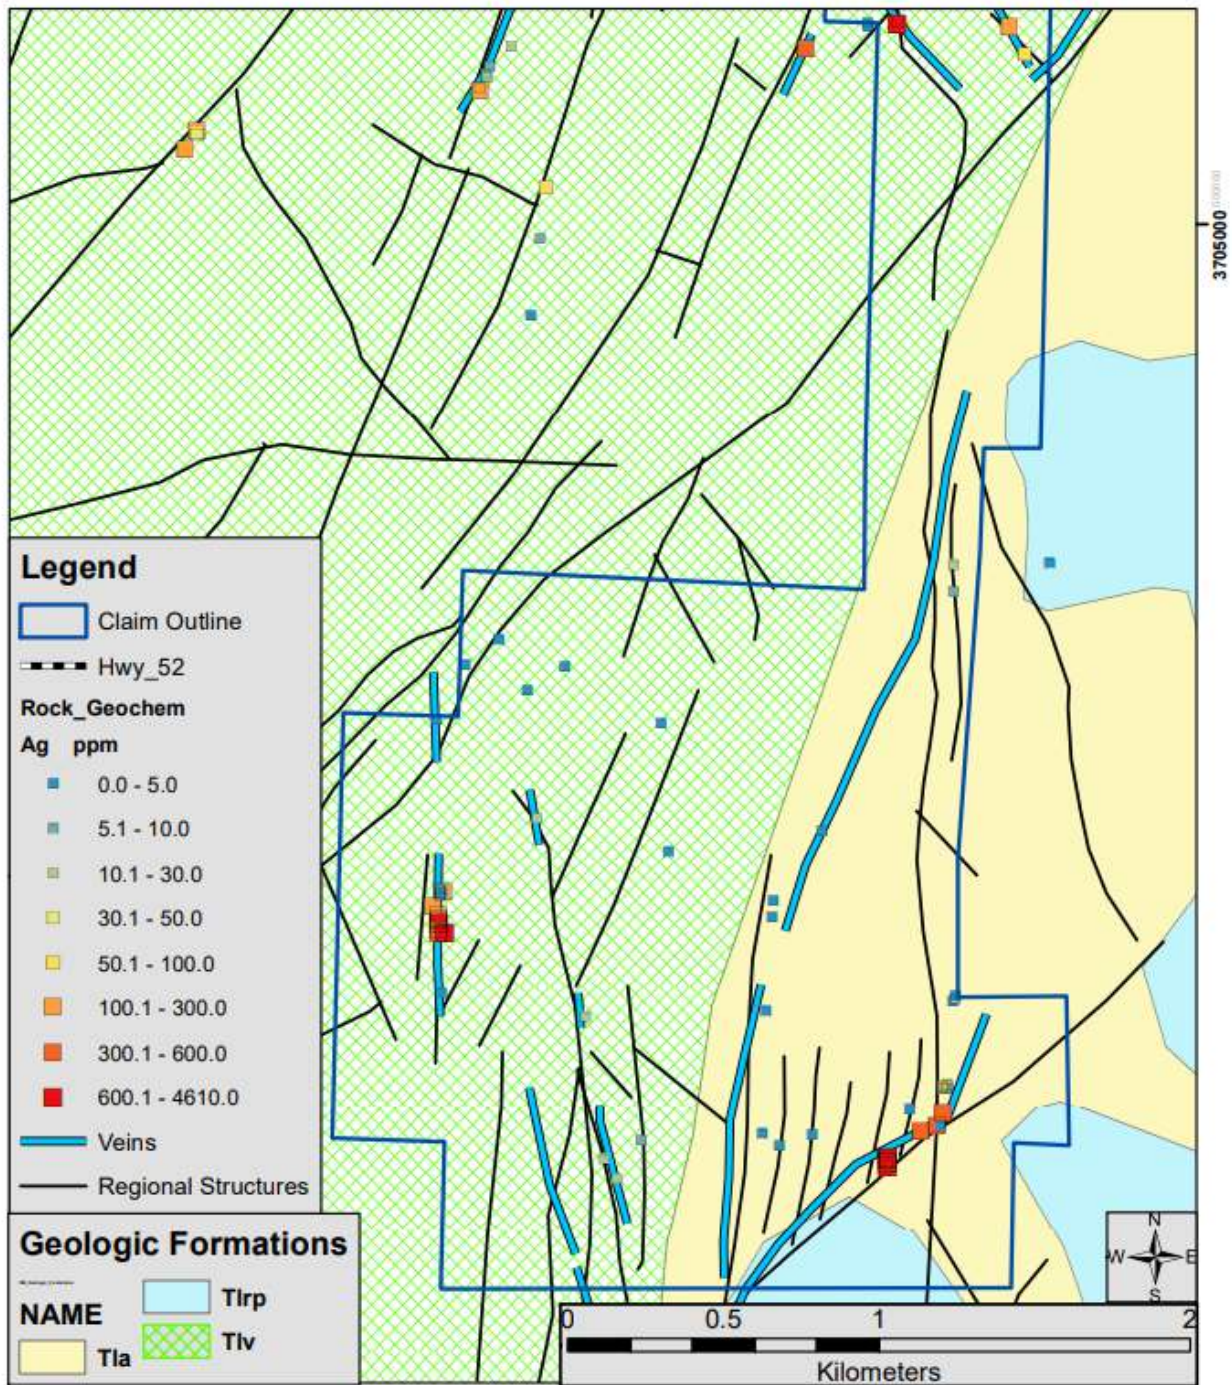 3705000
Legend
Claim Outline
Hwy_52
Rock_Geochem
Ag ppm
0.0 - 5.0
5.1 - 10.0
10.1 - 30.0
30.1 - 50.0
50.1 - 100.0
100.1 - 300.0
300.1 - 600.0
600.1 - 4610.0
Veins
Regional Structures
Geologic Formations
NAME
Tlrp
Tla
Tlv
N
W E
S
0 0.5 1 2
Kilometers